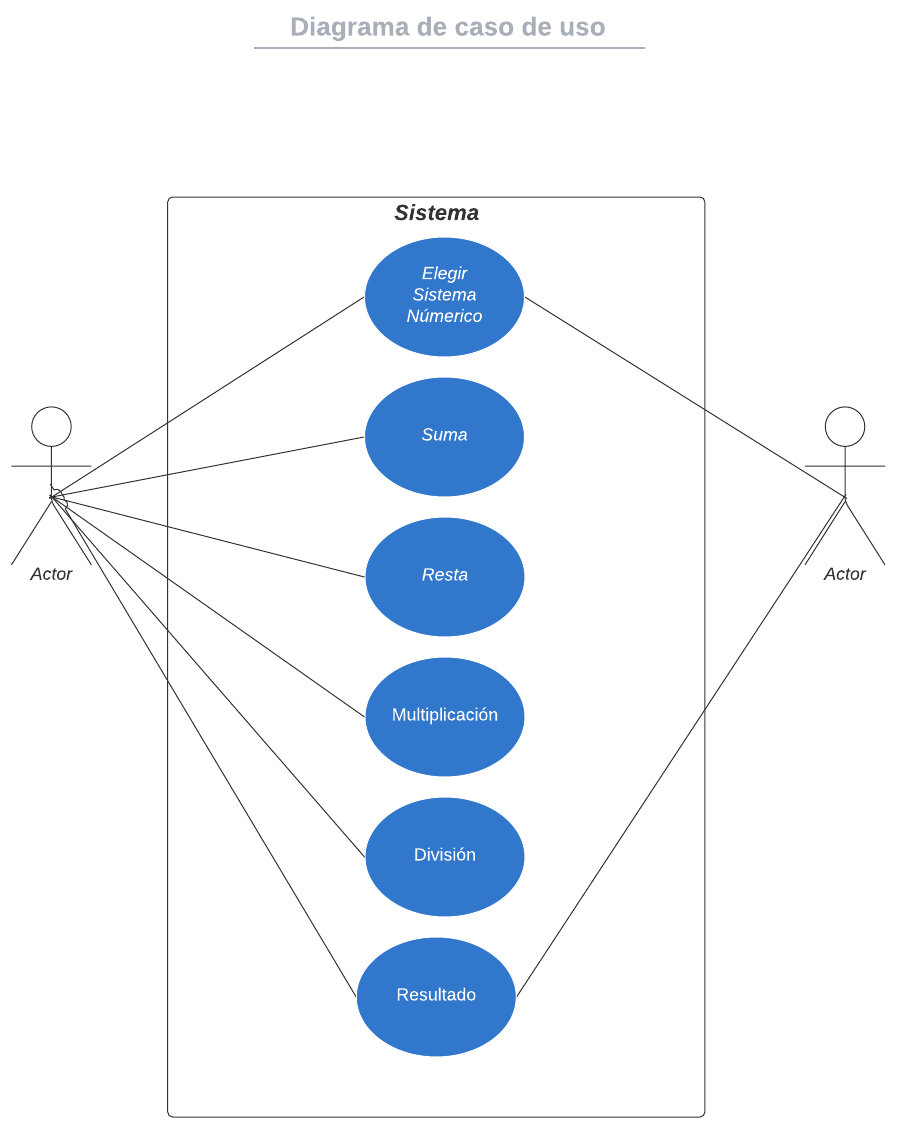 Diagrama de caso de uso
Sistema
Elegir
Sistema
Númerico
Suma
Actor
Actor
Resta
Multiplicación
División
Resultado